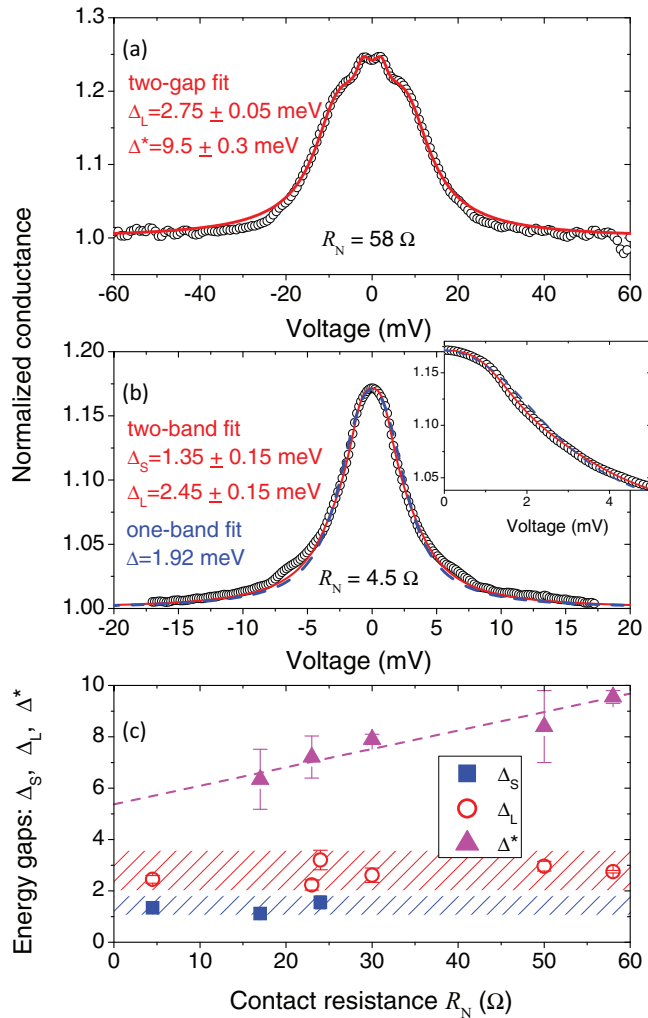 Normalized conductance
1.3
1.2
1.1
1.0
(a)
two-gap fit
Δ_L=2.75 ± 0.05 meV
Δ*=9.5 ± 0.3 meV
R_N = 58 Ω
-60 -40 -20 0 20 40 60
Voltage (mV)
1.20
1.15
1.10
1.05
1.00
(b)
two-band fit
Δ_S=1.35 ± 0.15 meV
Δ_L=2.45 ± 0.15 meV
one-band fit
Δ=1.92 meV
R_N = 4.5 Ω
1.15
1.10
1.05
0 2 4
Voltage (mV)
-20 -15 -10 -5 0 5 10 15 20
Voltage (mV)
Energy gaps: Δ_S, Δ_L, Δ*
10
8
6
4
2
0
(c)
Δ_S
Δ_L
Δ*
0 10 20 30 40 50 60
Contact resistance R_N (Ω)